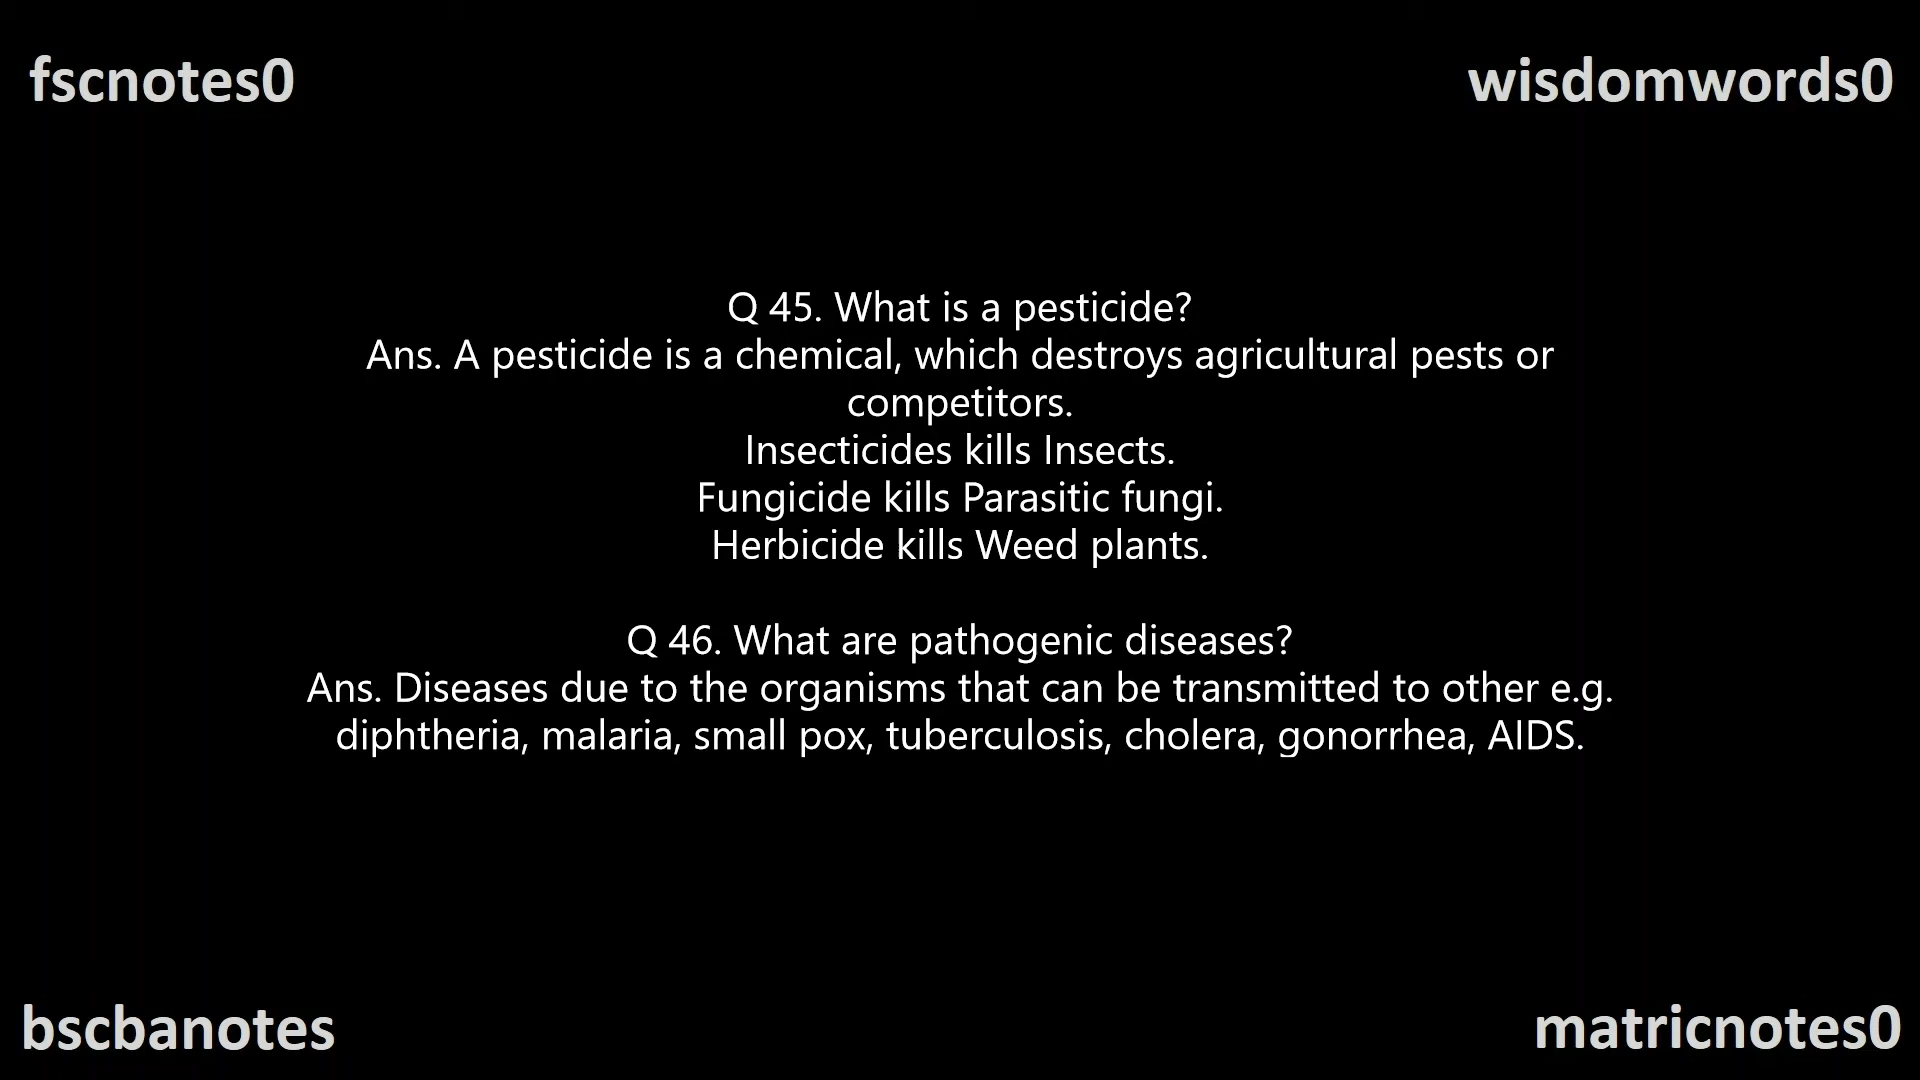 fscnotes0
wisdomwords0
Q 45. What is a pesticide?
Ans. A pesticide is a chemical, which destroys agricultural pests or
competitors.
Insecticides kills Insects.
Fungicide kills Parasitic fungi.
Herbicide kills Weed plants.
Q 46. What are pathogenic diseases?
Ans. Diseases due to the organisms that can be transmitted to other e.g.
diphtheria, malaria, small pox, tuberculosis, cholera, gonorrhea, AIDS.
bscbanotes
matricnotes0